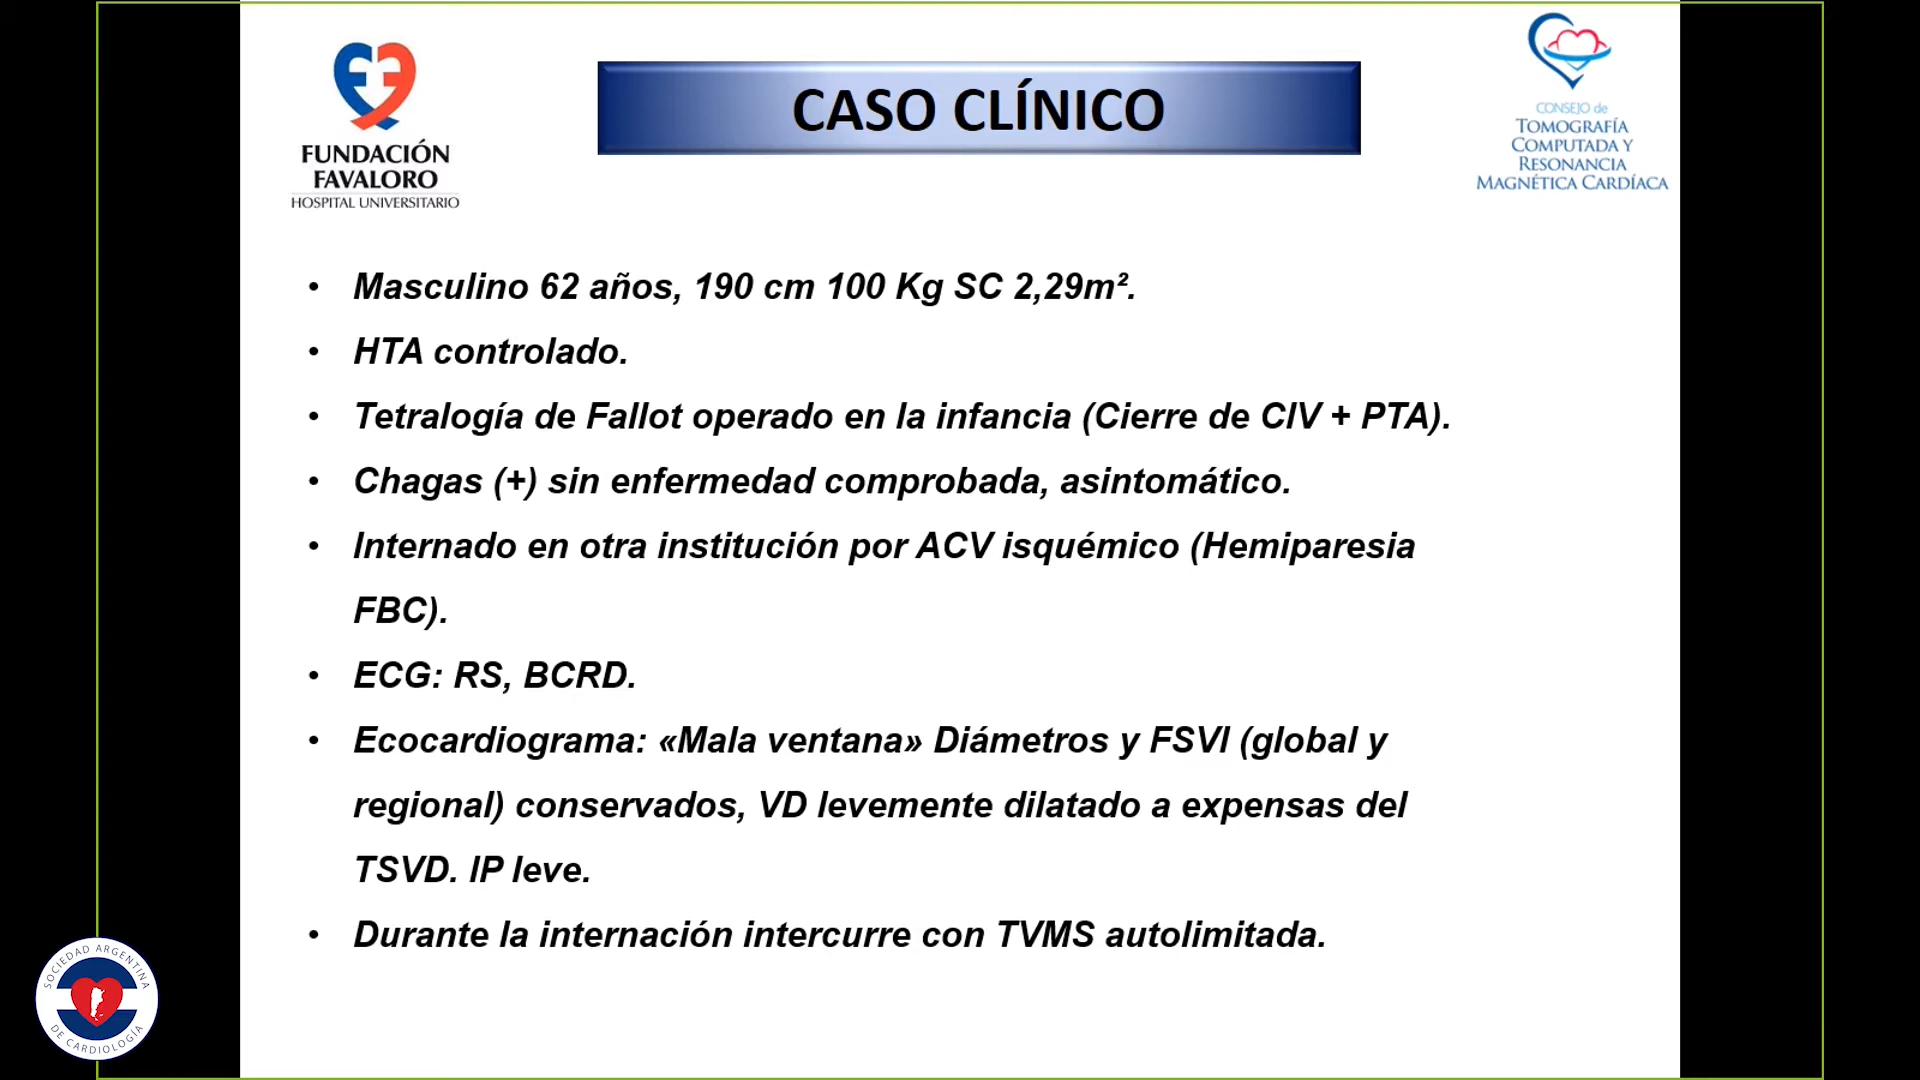 FUNDACIÓN
FAVALORO
HOSPITAL UNIVERSITARIO
CASO CLÍNICO
CONSEJO de
TOMOGRAFÍA
COMPUTADA Y
RESONANCIA
MAGNÉTICA CARDÍACA
• Masculino 62 años, 190 cm 100 Kg SC 2,29m².
• HTA controlado.
• Tetralogía de Fallot operado en la infancia (Cierre de CIV + PTA).
• Chagas (+) sin enfermedad comprobada, asintomático.
• Internado en otra institución por ACV isquémico (Hemiparesia
FBC).
• ECG: RS, BCRD.
• Ecocardiograma: «Mala ventana» Diámetros y FSVI (global y
regional) conservados, VD levemente dilatado a expensas del
TSVD. IP leve.
• Durante la internación intercurre con TVMS autolimitada.
SOCIEDAD ARGENTINA
DE CARDIOLOGÍA